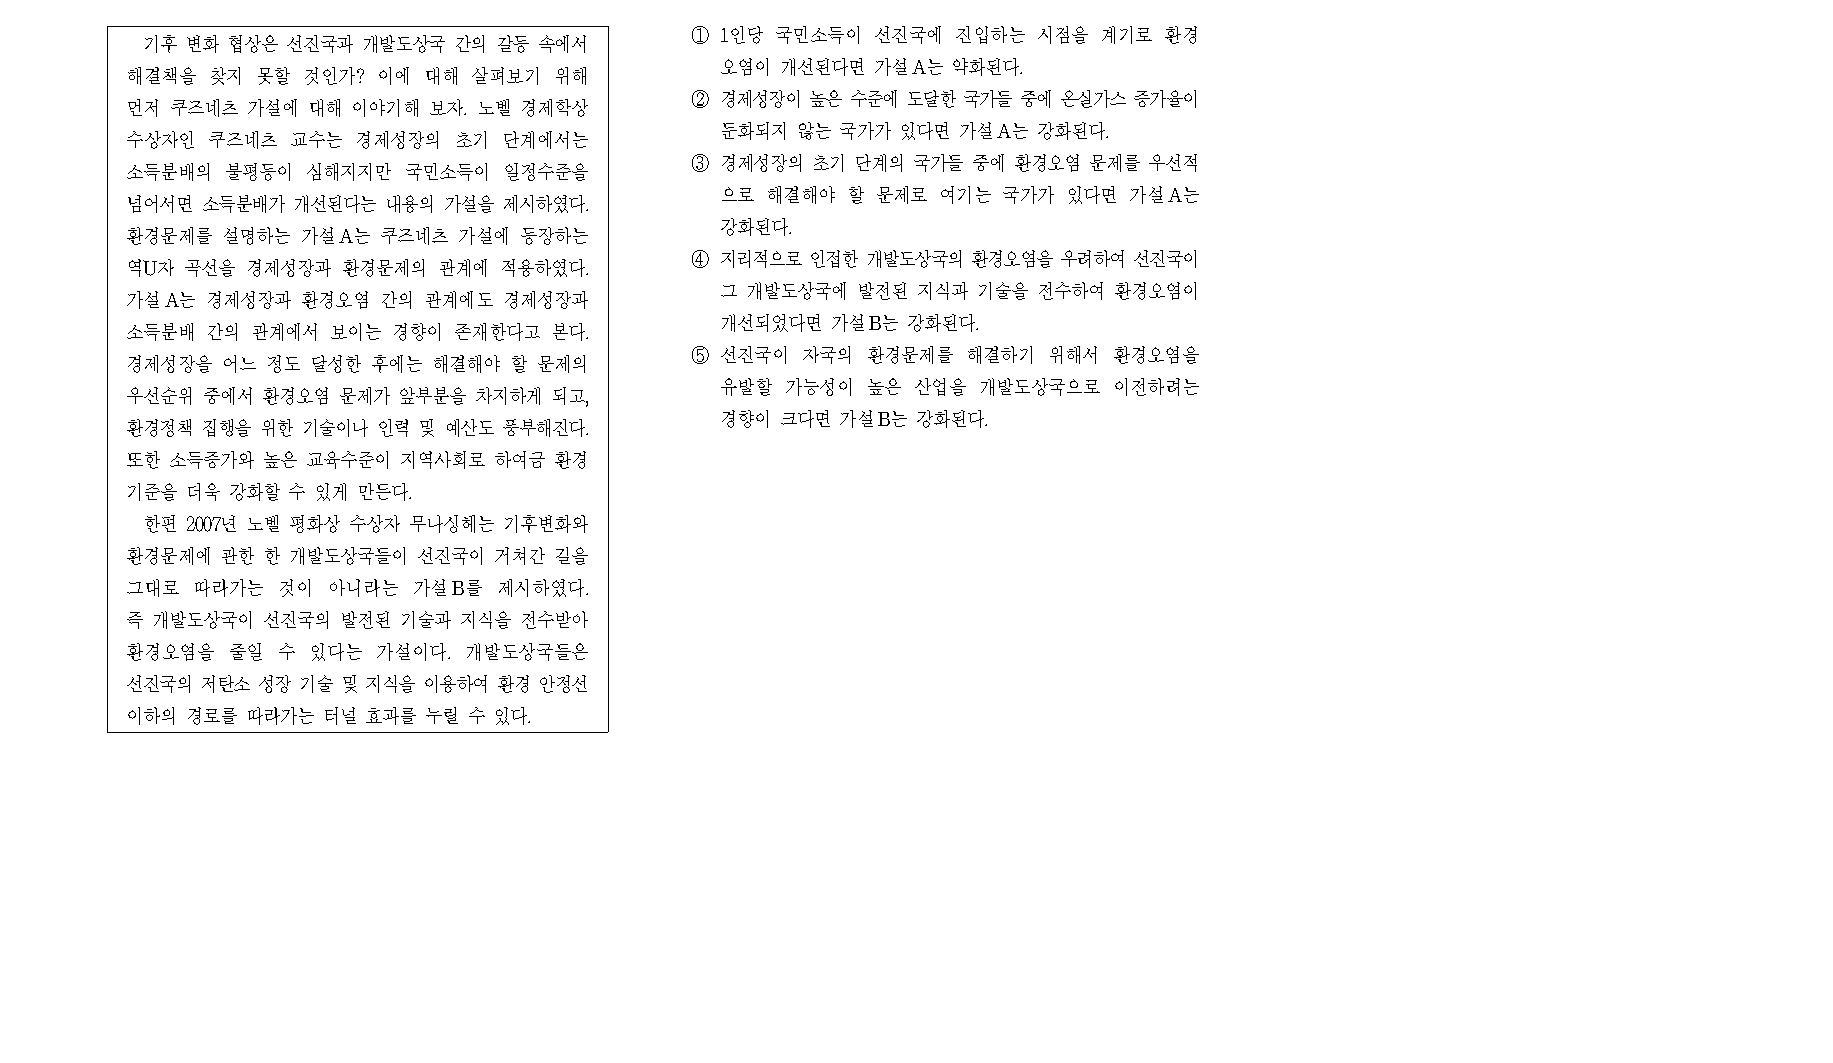 기후 변화 협상은 선진국과 개발도상국 간의 갈등 속에서
해결책을 찾지 못할 것인가? 이에 대해 살펴보기 위해
먼저 쿠즈네츠 가설에 대해 이야기해 보자. 노벨 경제학상
수상자인 쿠즈네츠 교수는 경제성장의 초기 단계에서는
소득분배의 불평등이 심해지지만 국민소득이 일정수준을
넘어서면 소득분배가 개선된다는 내용의 가설을 제시하였다.
환경문제를 설명하는 가설A는 쿠즈네츠 가설에 등장하는
역U자 곡선을 경제성장과 환경문제의 관계에 적용하였다.
가설A는 경제성장과 환경오염 간의 관계에도 경제성장과
소득분배 간의 관계에서 보이는 경향이 존재한다고 본다.
경제성장을 어느 정도 달성한 후에는 해결해야 할 문제의
우선순위 중에서 환경오염 문제가 앞부분을 차지하게 되고,
환경정책 집행을 위한 기술이나 인력 및 예산도 풍부해진다.
또한 소득증가와 높은 교육수준이 지역사회로 하여금 환경
기준을 더욱 강화할 수 있게 만든다.
한편 2007년 노벨 평화상 수상자 무나싱헤는 기후변화와
환경문제에 관한 한 개발도상국들이 선진국이 거쳐간 길을
그대로 따라가는 것이 아니라는 가설B를 제시하였다.
즉 개발도상국이 선진국의 발전된 기술과 지식을 전수받아
환경오염을 줄일 수 있다는 가설이다. 개발도상국들은
선진국의 저탄소 성장 기술 및 지식을 이용하여 환경 안정선
이하의 경로를 따라가는 터널 효과를 누릴 수 있다.
① 1인당 국민소득이 선진국에 진입하는 시점을 계기로 환경
오염이 개선된다면 가설A는 약화된다.
② 경제성장이 높은 수준에 도달한 국가들 중에 온실가스 증가율이
둔화되지 않는 국가가 있다면 가설A는 강화된다.
③ 경제성장의 초기 단계의 국가들 중에 환경오염 문제를 우선적
으로 해결해야 할 문제로 여기는 국가가 있다면 가설A는
강화된다.
④ 지리적으로 인접한 개발도상국의 환경오염을 우려하여 선진국이
그 개발도상국에 발전된 지식과 기술을 전수하여 환경오염이
개선되었다면 가설B는 강화된다.
⑤ 선진국이 자국의 환경문제를 해결하기 위해서 환경오염을
유발할 가능성이 높은 산업을 개발도상국으로 이전하려는
경향이 크다면 가설B는 강화된다.